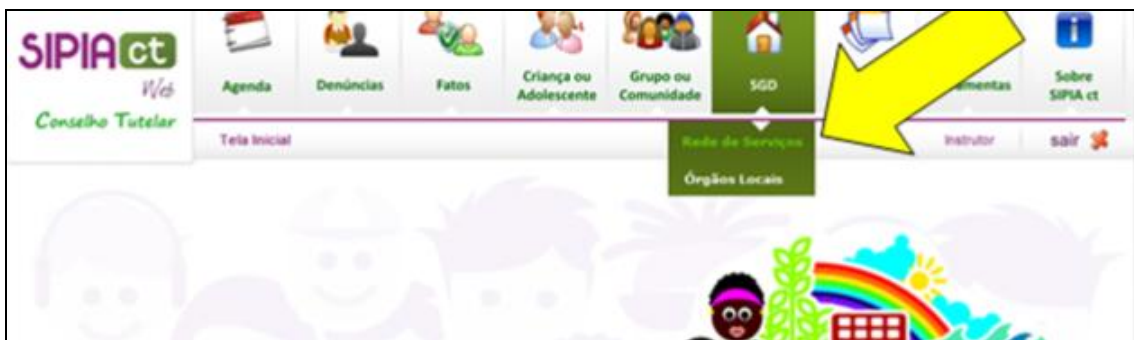 SIPIA ct
Web
Conselho Tutelar
Agenda
Denúncias
Fatos
Criança ou
Adolescente
Grupo ou
Comunidade
SGD
amentas
Sobre
SIPIA ct
Tela Inicial
Rede de Serviços
Órgãos Locais
Instrutor
sair